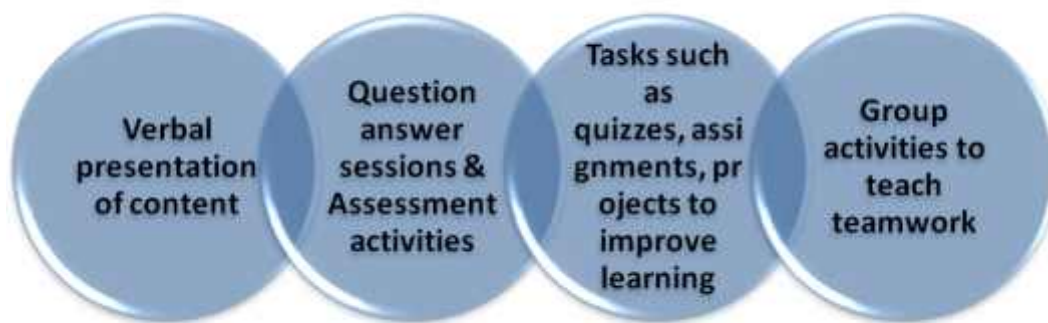 Verbal
presentation
of content
Question
answer
sessions &
Assessment
activities
Tasks such
as
quizzes, assi
gnments, pr
ojects to
improve
learning
Group
activities to
teach
teamwork